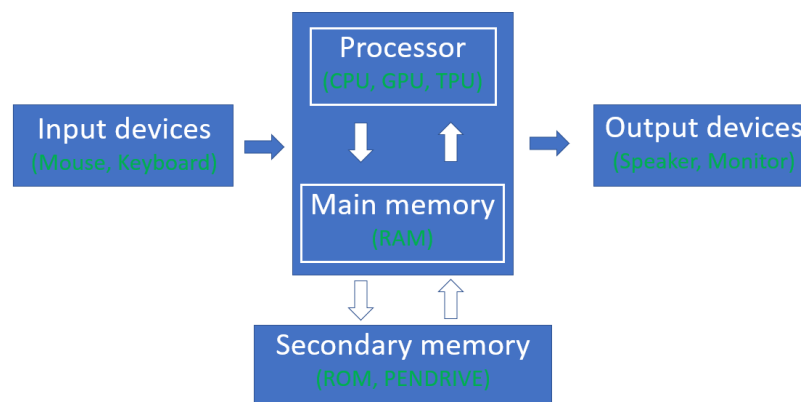 Processor
(CPU, GPU, TPU)
Input devices
(Mouse, Keyboard)
Output devices
(Speaker, Monitor)
Main memory
(RAM)
Secondary memory
(ROM, PENDRIVE)